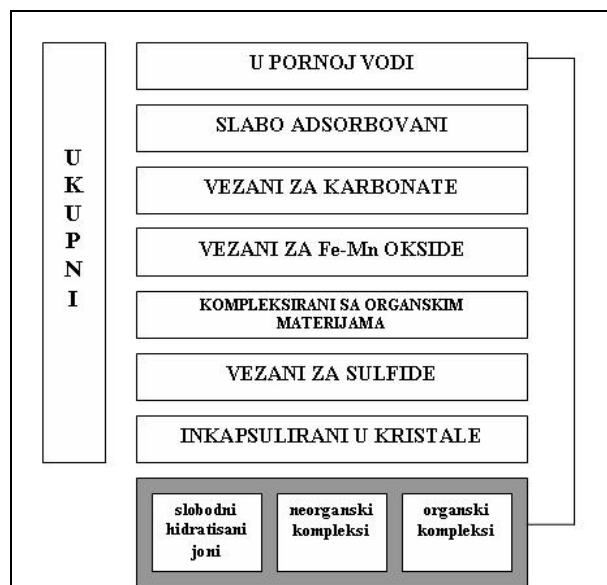 UKUPNI
U PORNOJ VODI
SLABO ADSORBOVANI
VEZANI ZA KARBONATE
VEZANI ZA Fe-Mn OKSIDE
KOMPLEKSIRANI SA ORGANSKIM
MATERIJAMA
VEZANI ZA SULFIDE
INKAPSULIRANI U KRISTALE
slobodni
hidratisani
joni
neorganski
kompleksi
organski
kompleksi